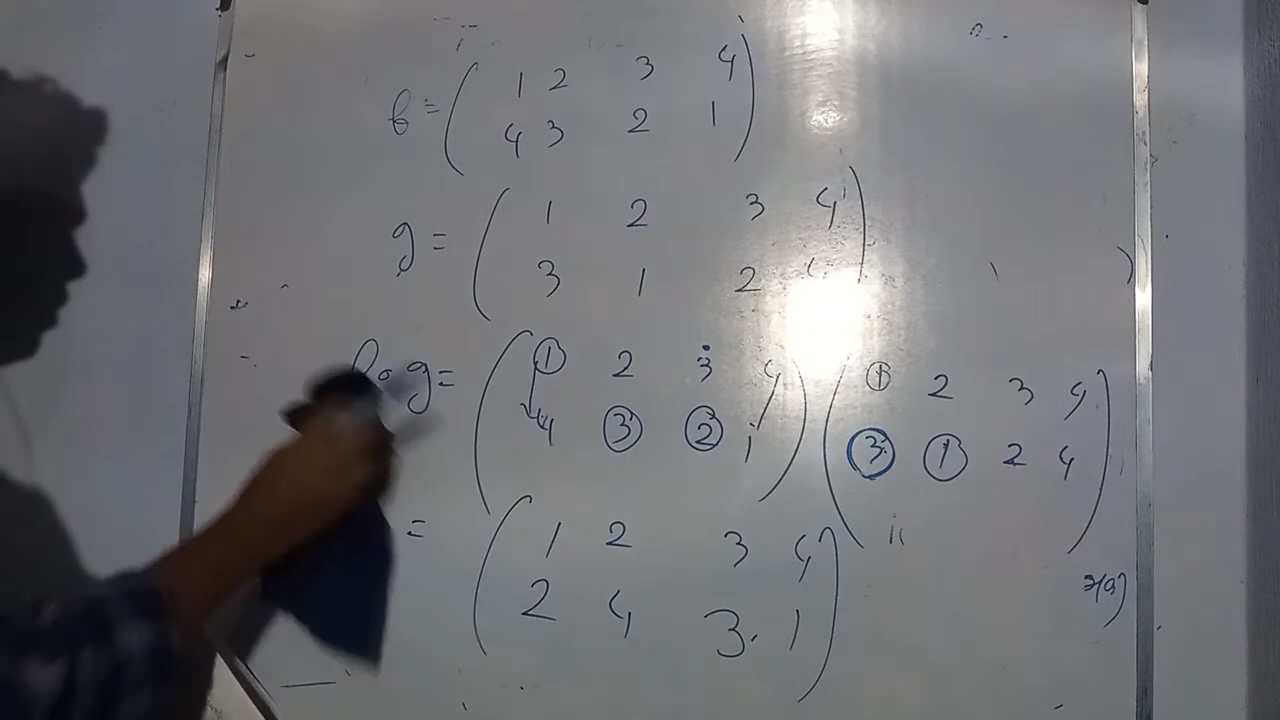 f = ( 1 2 3 4
4 3 2 1 )
g = ( 1 2 3 4
3 1 2 )
fog = ( 1 2 3 4 ) ( 1 2 3 4
4 3 2 1 ) ( 3 1 2 4 )
= ( 1 2 3 4
2 4 3 1 )